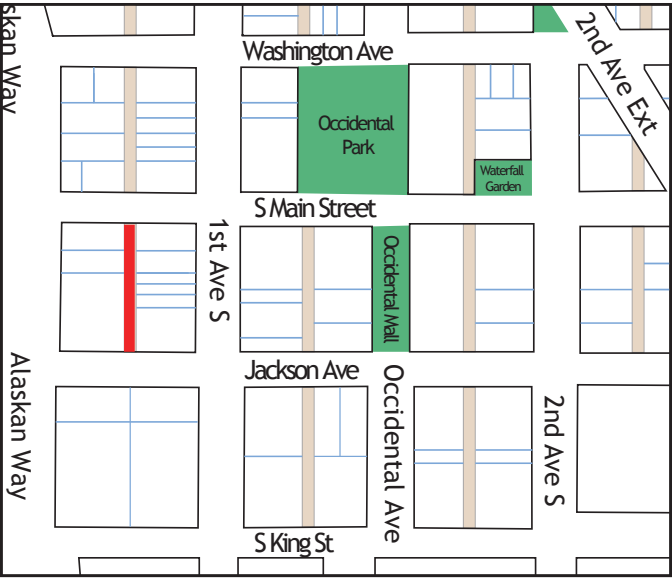 skan Way
Washington Ave
2nd Ave Ext
Occidental
Park
Waterfall
Garden
S Main Street
1st Ave S
Occidental Mall
Jackson Ave
Alaskan Way
Occidental Ave
2nd Ave S
S King St